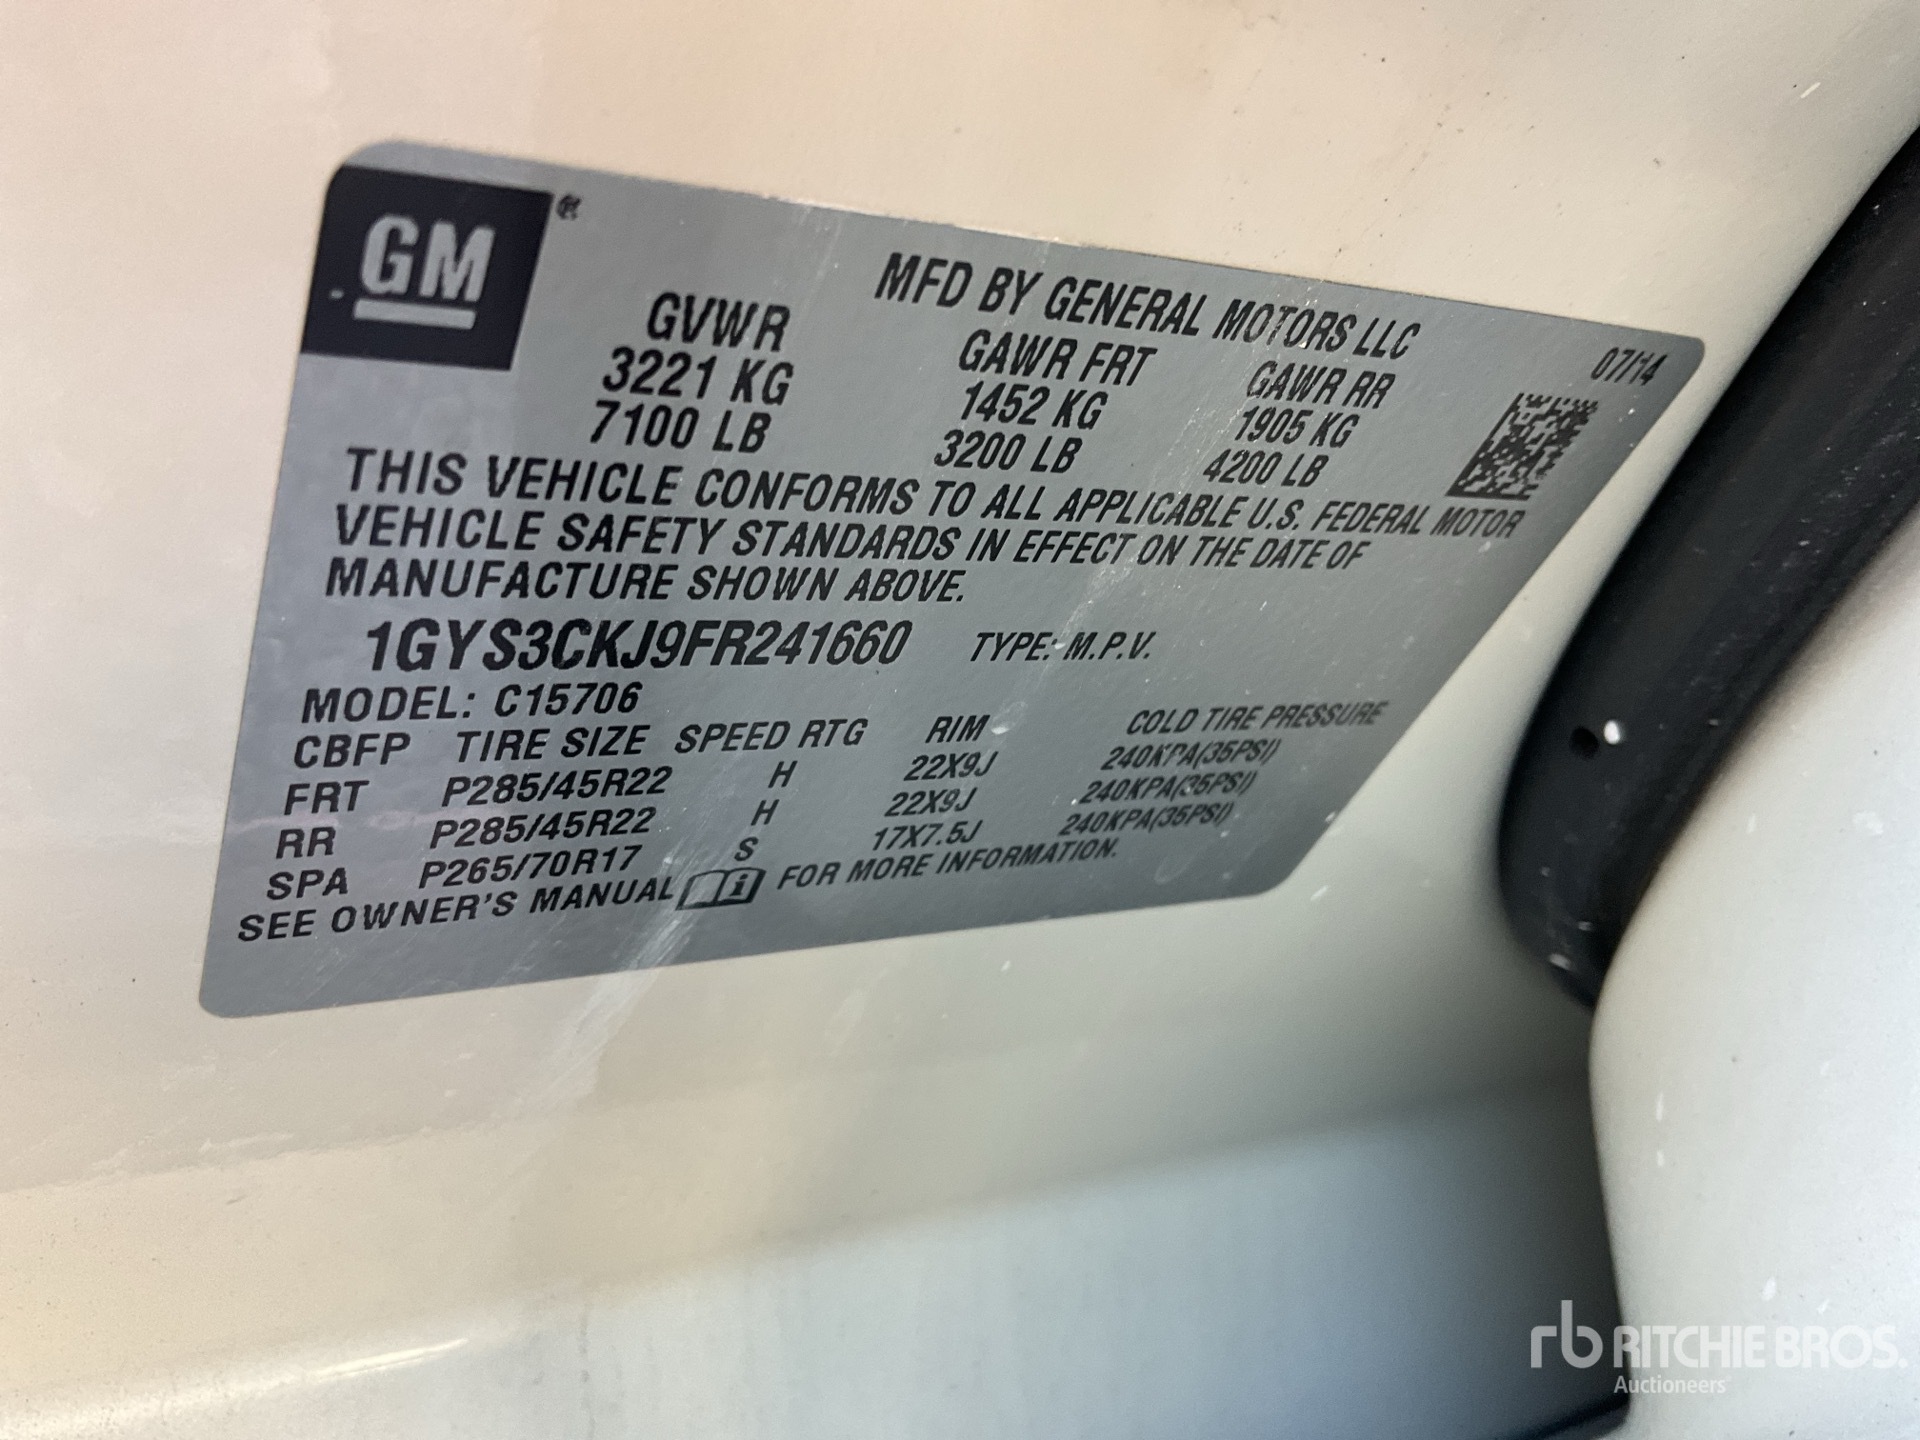 GM ®
MFD BY GENERAL MOTORS LLC
07/14
GVWR GAWR FRT GAWR RR
3221 KG 1452 KG 1905 KG
7100 LB 3200 LB 4200 LB
THIS VEHICLE CONFORMS TO ALL APPLICABLE U.S. FEDERAL MOTOR
VEHICLE SAFETY STANDARDS IN EFFECT ON THE DATE OF
MANUFACTURE SHOWN ABOVE.
1GYS3CKJ9FR241660 TYPE: M.P.V.
MODEL: C15706
CBFP TIRE SIZE SPEED RTG RIM COLD TIRE PRESSURE
FRT P285/45R22 H 22X9J 240KPA(35PSI)
RR P285/45R22 H 22X9J 240KPA(35PSI)
SPA P265/70R17 S 17X7.5J 240KPA(35PSI)
SEE OWNER'S MANUAL i FOR MORE INFORMATION.
rb RITCHIE BROS.
Auctioneers